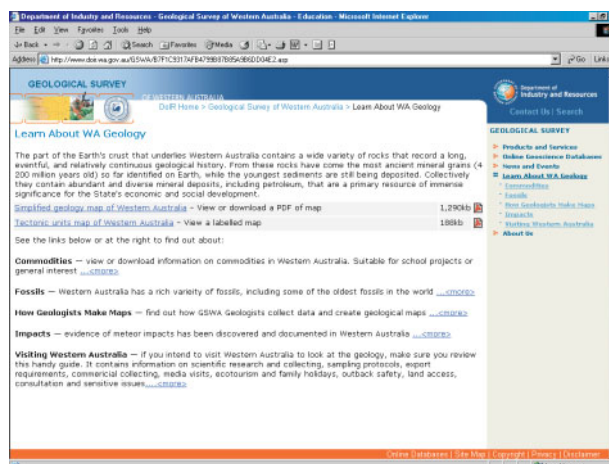 Department of Industry and Resources - Geological Survey of Western Australia - Education - Microsoft Internet Explorer
File Edit View Favorites Tools Help
Back Search Favorites Media
Address Go Links
GEOLOGICAL SURVEY
OF WESTERN AUSTRALIA
Department of
Industry and Resources
Contact Us | Search
DoIR Home > Geological Survey of Western Australia > Learn About WA Geology
Learn About WA Geology
The part of the Earth's crust that underlies Western Australia contains a wide variety of rocks that record a long,
eventful, and relatively continuous geological history. From these rocks have come the most ancient mineral grains (4
200 million years old) so far identified on Earth, while the youngest sediments are still being deposited. Collectively
they contain abundant and diverse mineral deposits, including petroleum, that are a primary resource of immense
significance for the State's economic and social development.
Simplified geology map of Western Australia - View or download a PDF of map 1,290kb
Tectonic units map of Western Australia - View a labelled map 188kb
See the links below or at the right to find out about:
Commodities — view or download information on commodities in Western Australia. Suitable for school projects or
general interest ...<more>
Fossils — Western Australia has a rich variety of fossils, including some of the oldest fossils in the world ...<more>
How Geologists Make Maps — find out how GSWA Geologists collect data and create geological maps ...<more>
Impacts — evidence of meteor impacts has been discovered and documented in Western Australia ...<more>
Visiting Western Australia — if you intend to visit Western Australia to look at the geology, make sure you review
this handy guide. It contains information on scientific research and collecting, sampling protocols, export
requirements, commericial collecting, media visits, ecotourism and family holidays, outback safety, land access,
consultation and sensitive issues....<more>
GEOLOGICAL SURVEY
Products and Services
Online Geoscience Databases
News and Events
Learn About WA Geology
Commodities
Fossils
How Geologists Make Maps
Impacts
Visiting Western Australia
About Us
Online Databases | Site Map | Copyright | Privacy | Disclaimer